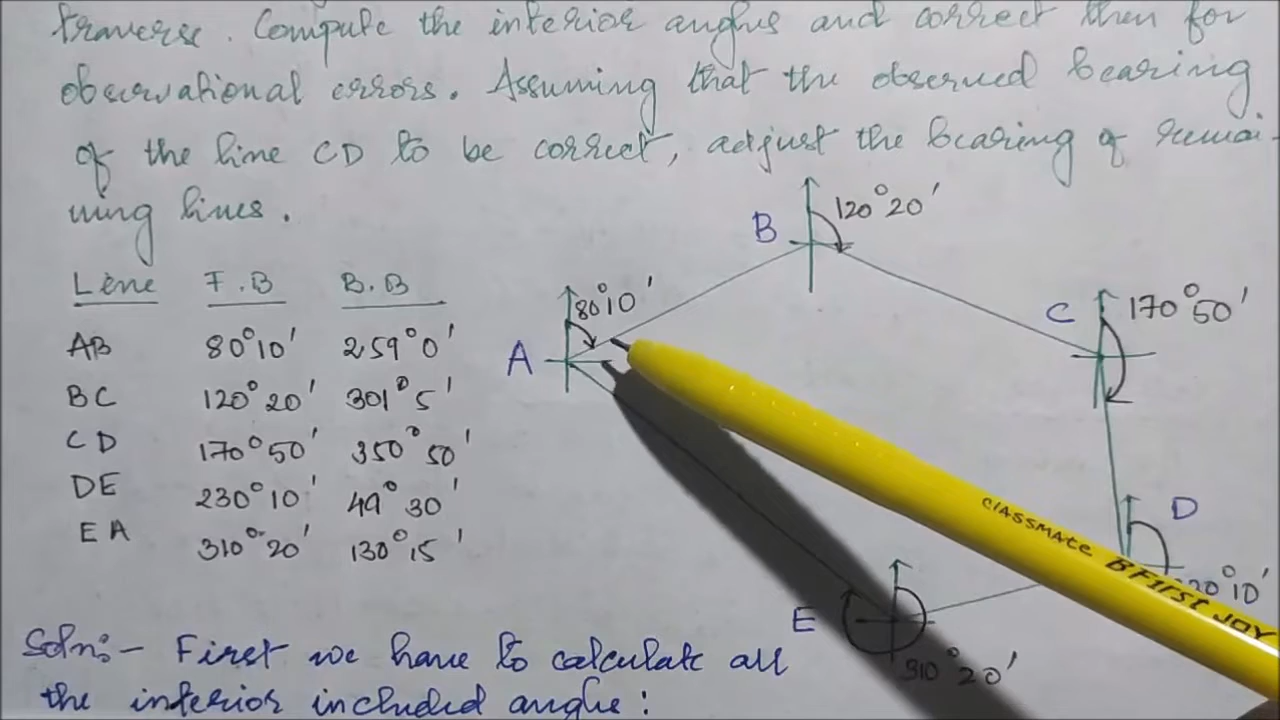 traverse. Compute the interior angles and correct then for
observational errors. Assuming that the observed bearing
of the line CD to be correct, adjust the bearing of remai-
ning lines.
Line F.B B.B
AB 80°10' 259°0'
BC 120°20' 301°5'
CD 170°50' 350°50'
DE 230°10' 49°30'
EA 310°20' 130°15'
A 80°10'
B 120°20'
C 170°50'
D
E 310°20'
CLASSMATE BFirst JOY
Soln:- First we have to calculate all
the interior included angle: